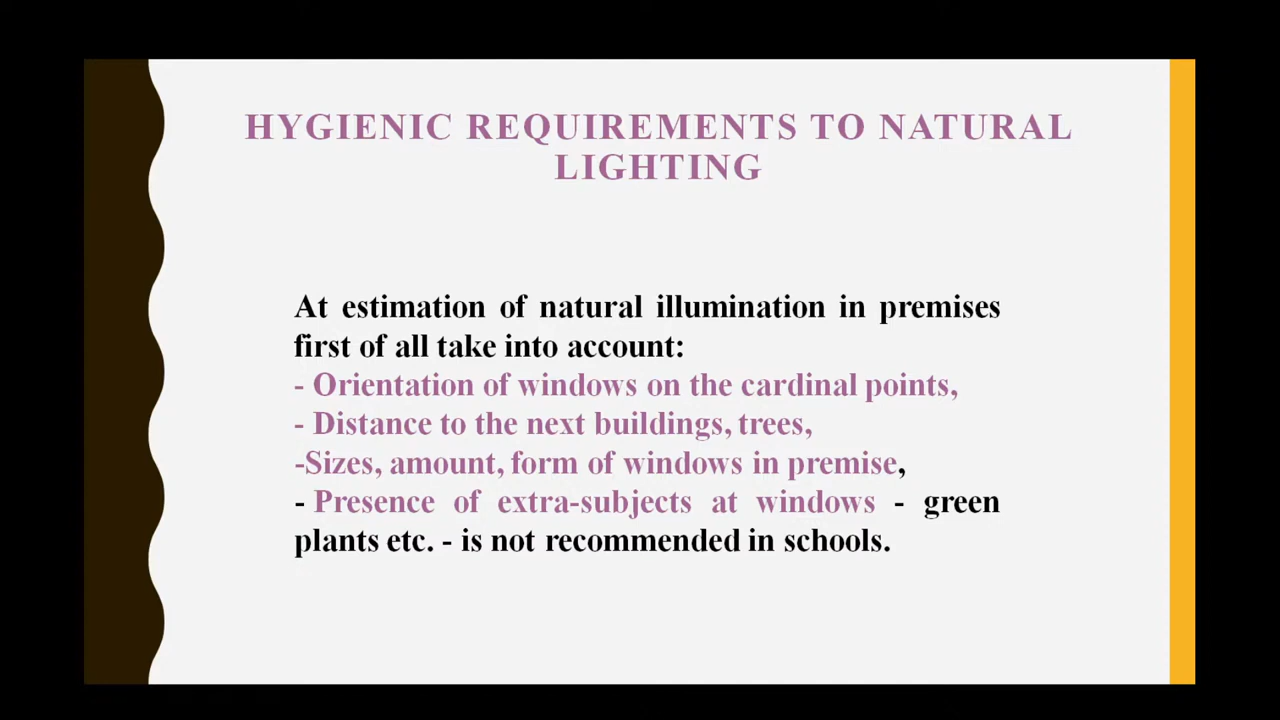 HYGIENIC REQUIREMENTS TO NATURAL
LIGHTING
At estimation of natural illumination in premises
first of all take into account:
- Orientation of windows on the cardinal points,
- Distance to the next buildings, trees,
-Sizes, amount, form of windows in premise,
- Presence of extra-subjects at windows - green
plants etc. - is not recommended in schools.